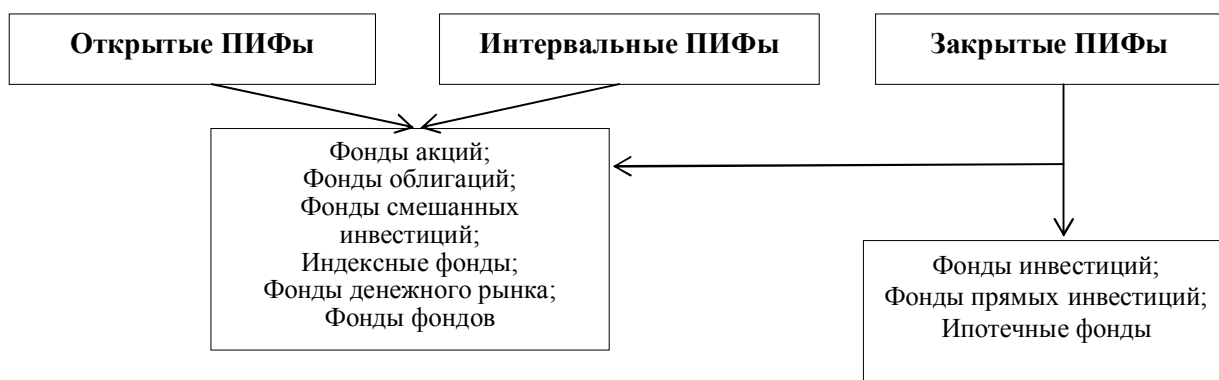 Открытые ПИФы
Интервальные ПИФы
Закрытые ПИФы
Фонды акций;
Фонды облигаций;
Фонды смешанных
инвестиций;
Индексные фонды;
Фонды денежного рынка;
Фонды фондов
Фонды инвестиций;
Фонды прямых инвестиций;
Ипотечные фонды